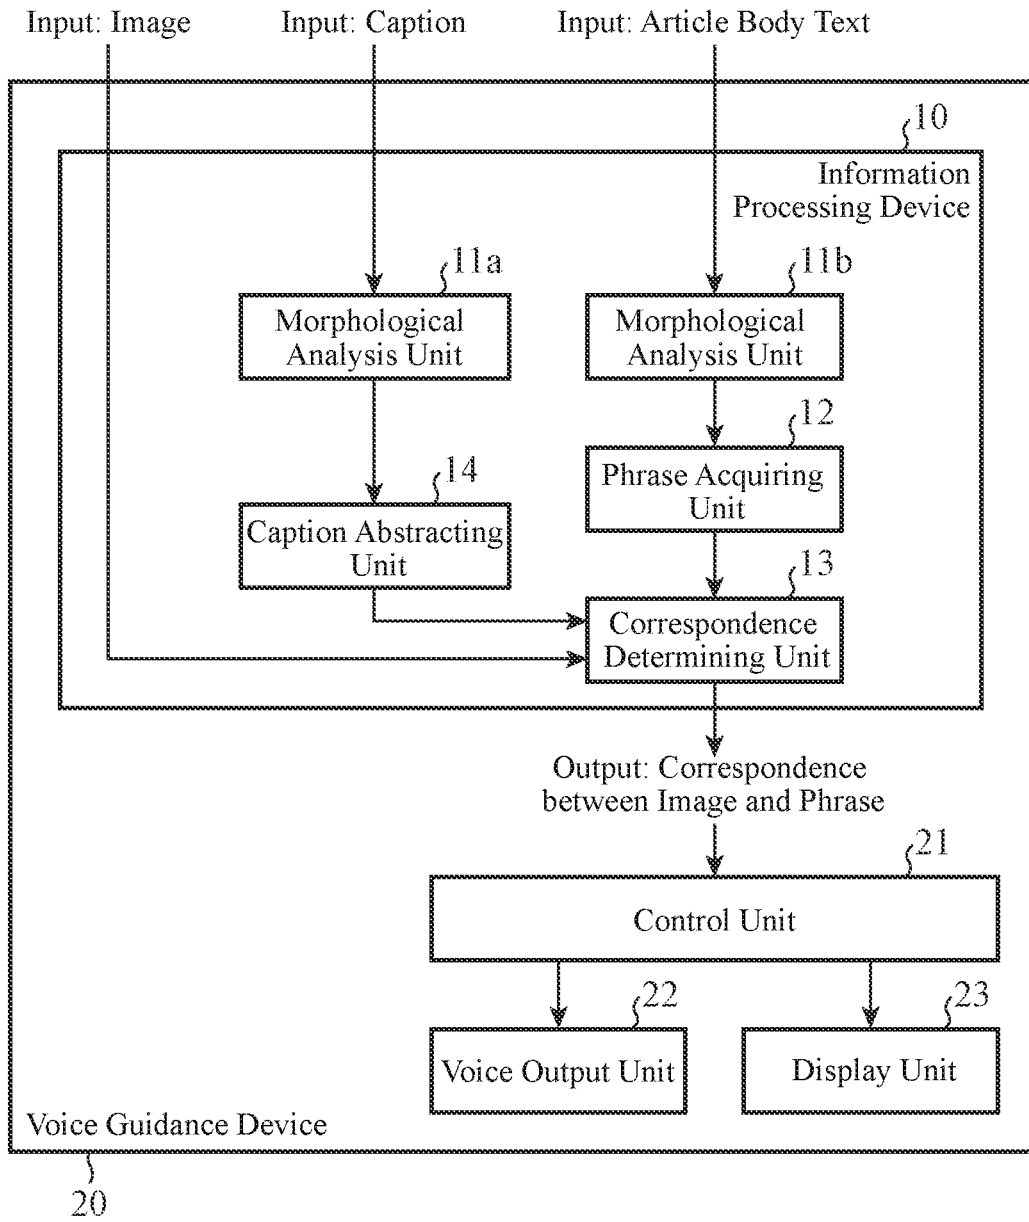 Input: Image
Input: Caption
Input: Article Body Text
10
Information
Processing Device
11a
Morphological
Analysis Unit
11b
Morphological
Analysis Unit
12
Phrase Acquiring
Unit
14
Caption Abstracting
Unit
13
Correspondence
Determining Unit
Output: Correspondence
between Image and Phrase
21
Control Unit
22
Voice Output Unit
23
Display Unit
Voice Guidance Device
20